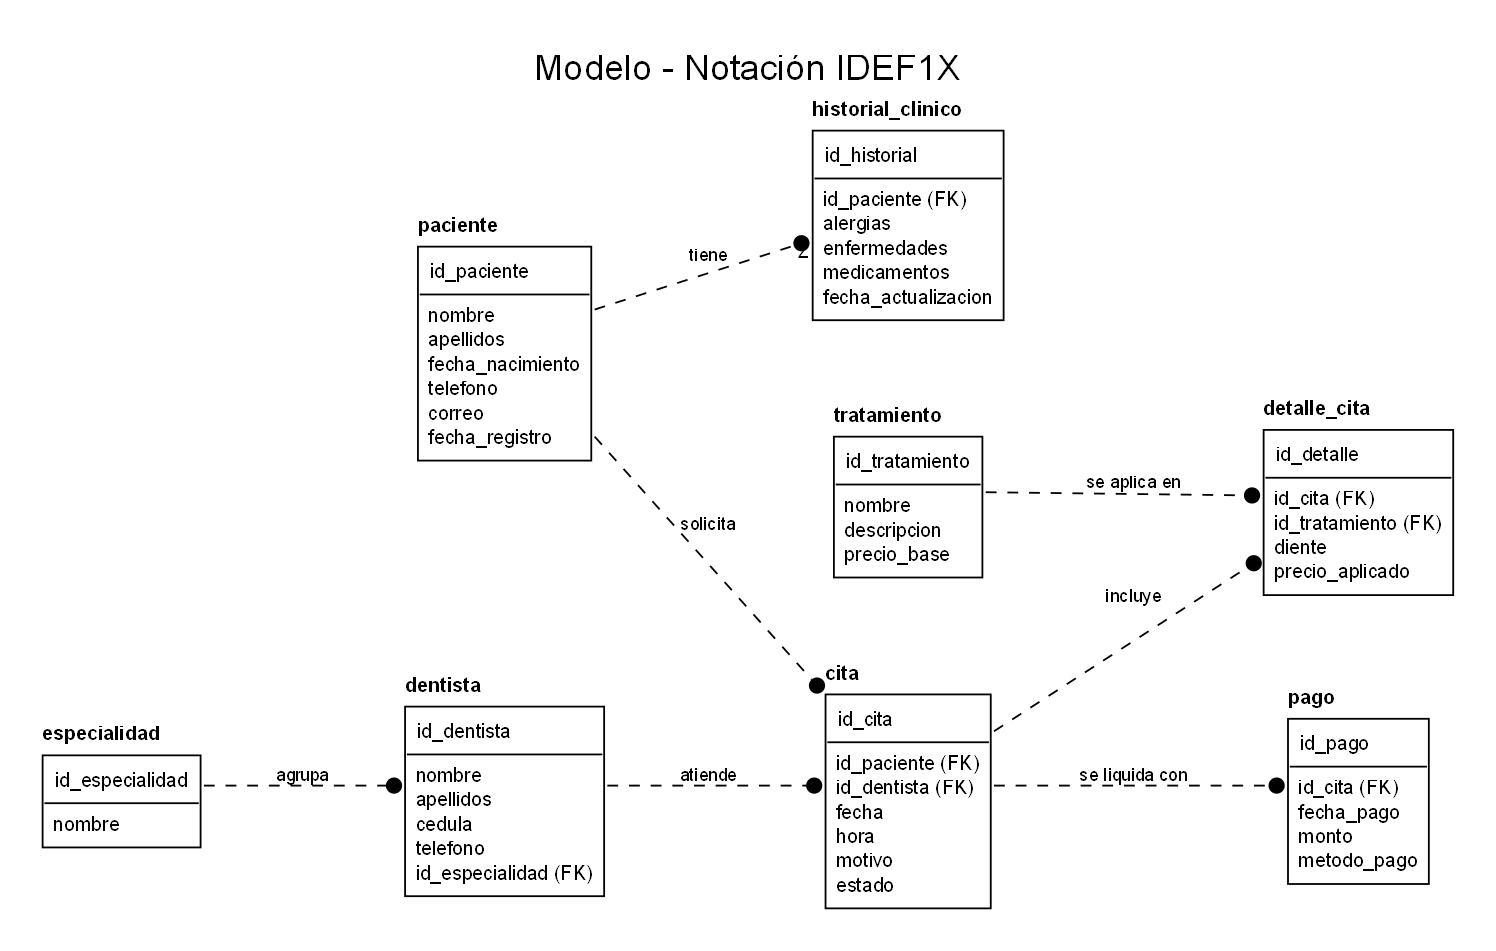 Modelo - Notación IDEF1X
historial_clinico
id_historial
id_paciente (FK)
alergias
enfermedades
medicamentos
fecha_actualizacion
paciente
id_paciente
nombre
apellidos
fecha_nacimiento
telefono
correo
fecha_registro
tiene
Z
solicita
tratamiento
id_tratamiento
nombre
descripcion
precio_base
se aplica en
detalle_cita
id_detalle
id_cita (FK)
id_tratamiento (FK)
diente
precio_aplicado
incluye
especialidad
id_especialidad
nombre
agrupa
dentista
id_dentista
nombre
apellidos
cedula
telefono
id_especialidad (FK)
atiende
cita
id_cita
id_paciente (FK)
id_dentista (FK)
fecha
hora
motivo
estado
se liquida con
pago
id_pago
id_cita (FK)
fecha_pago
monto
metodo_pago